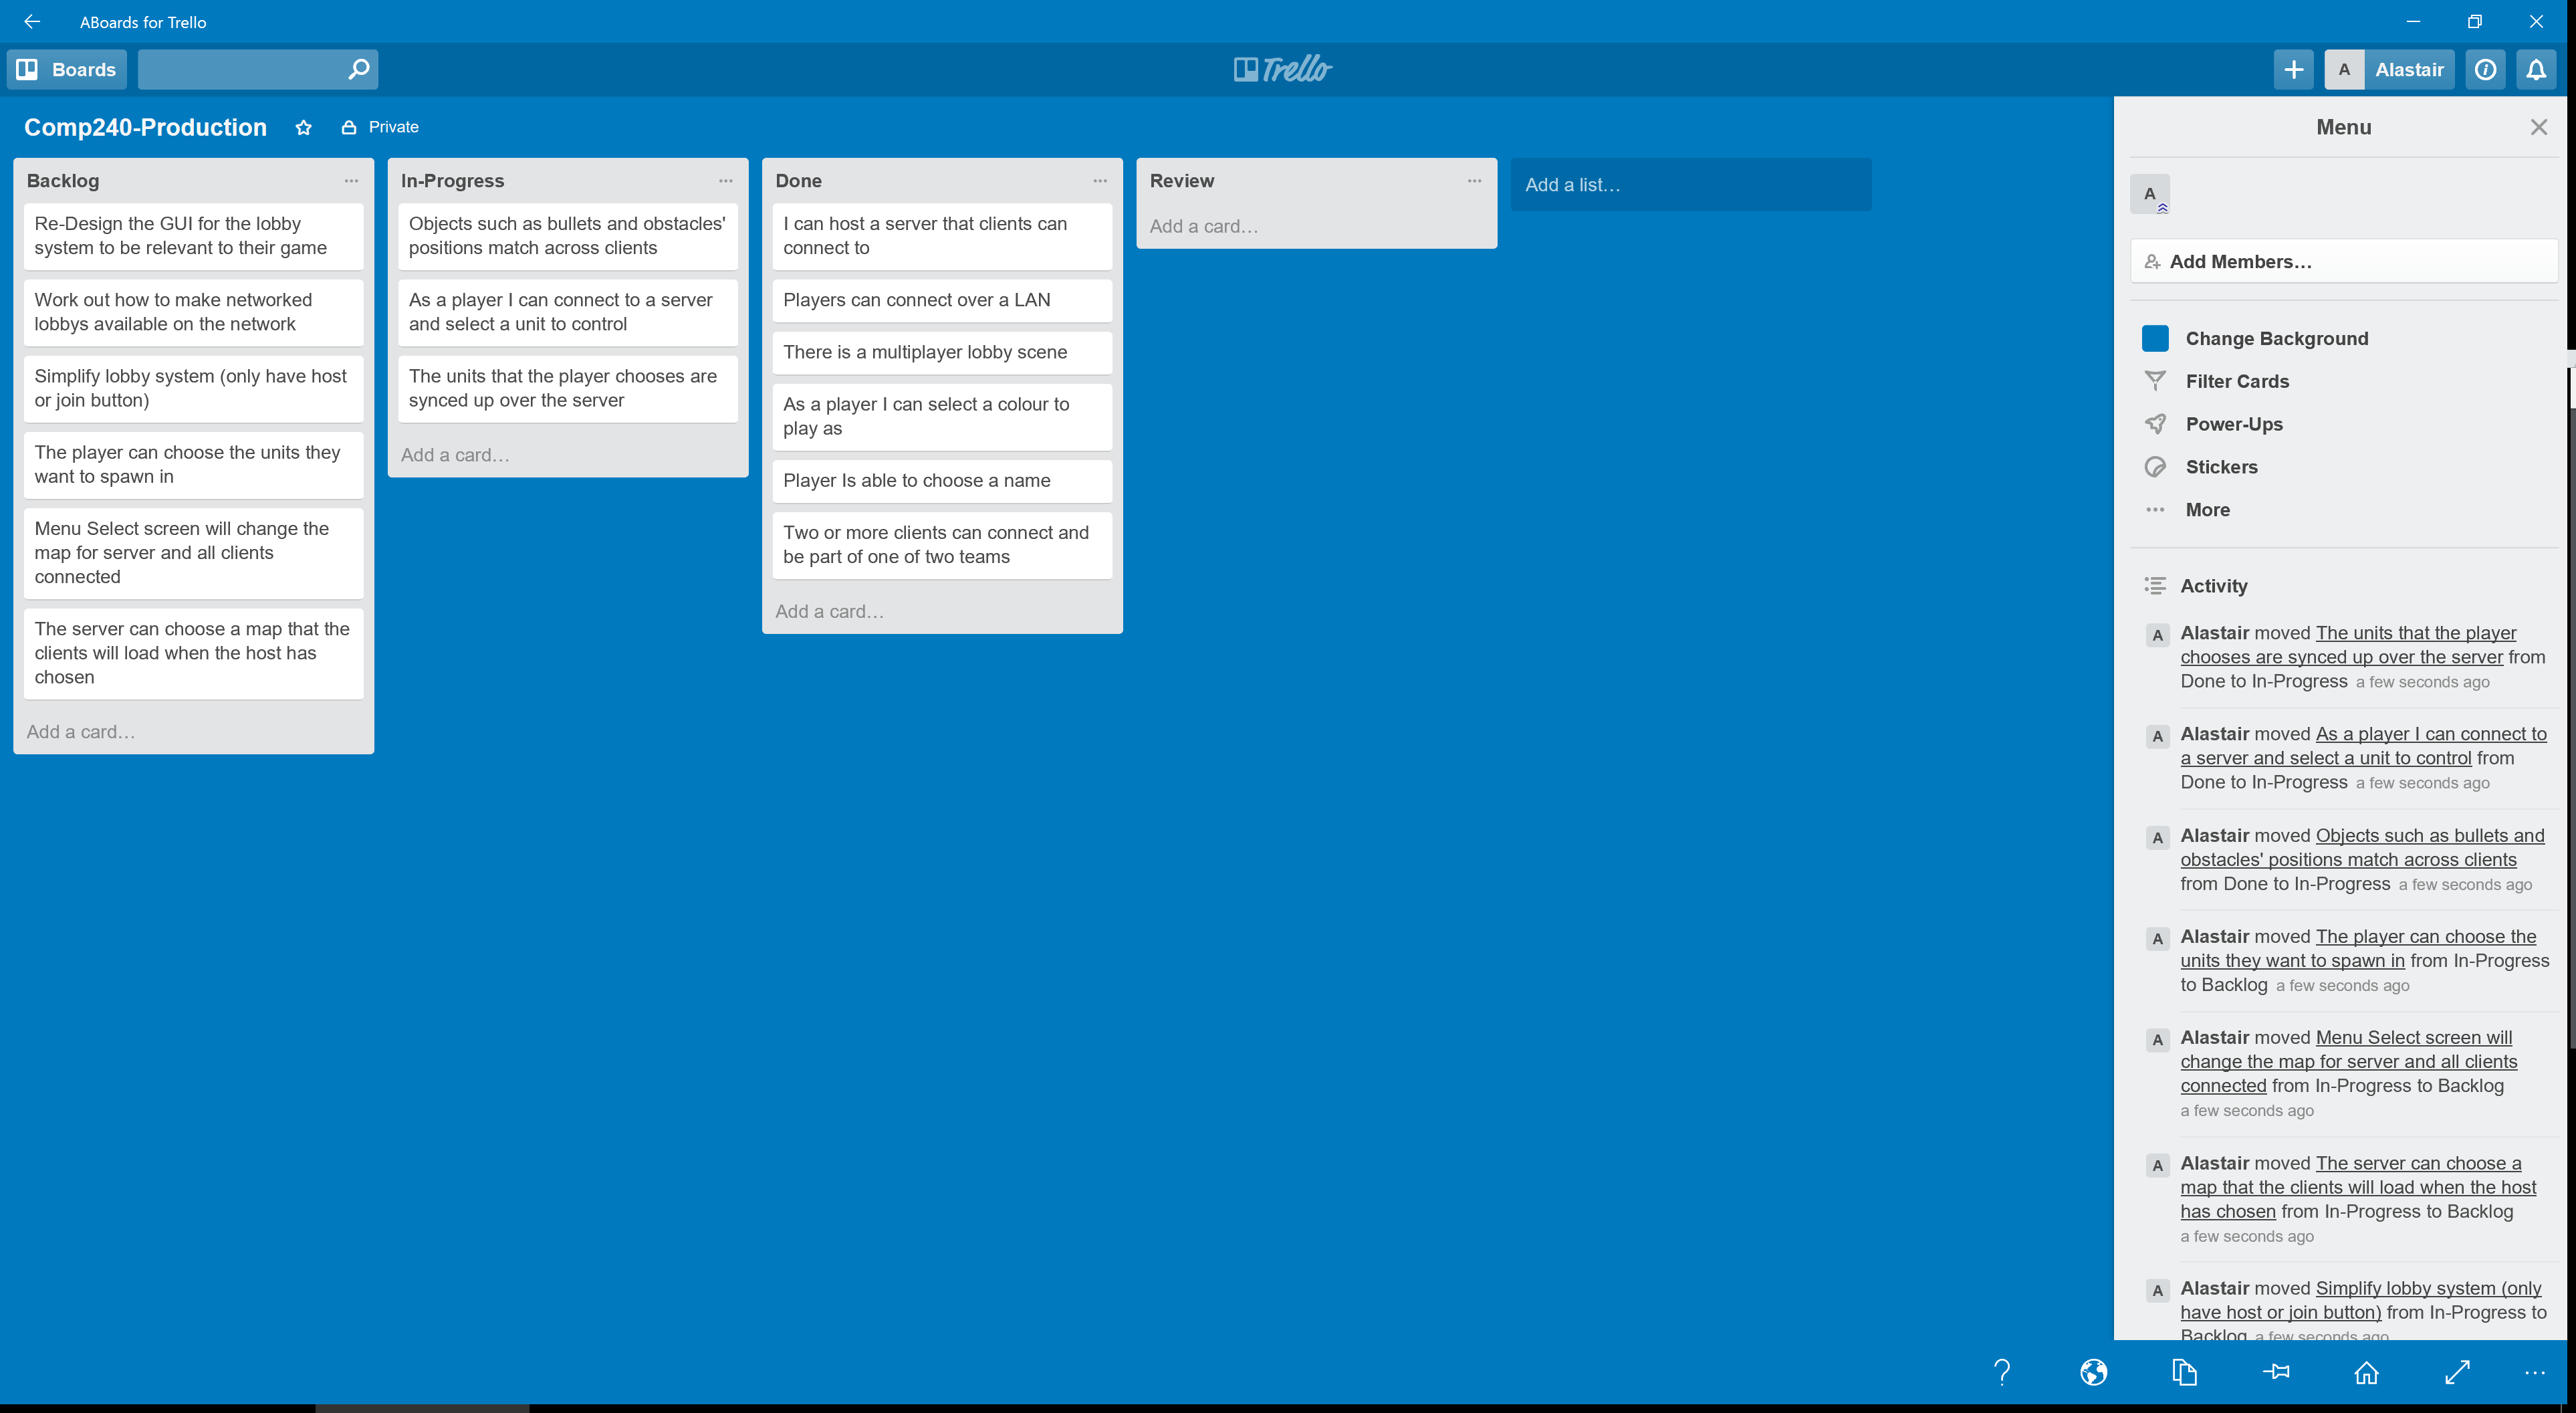 ABoards for Trello
Boards
Trello
A
Alastair
Comp240-Production
Private
Backlog
Re-Design the GUI for the lobby
system to be relevant to their game
Work out how to make networked
lobbys available on the network
Simplify lobby system (only have host
or join button)
The player can choose the units they
want to spawn in
Menu Select screen will change the
map for server and all clients
connected
The server can choose a map that the
clients will load when the host has
chosen
Add a card…
In-Progress
Objects such as bullets and obstacles'
positions match across clients
As a player I can connect to a server
and select a unit to control
The units that the player chooses are
synced up over the server
Add a card…
Done
I can host a server that clients can
connect to
Players can connect over a LAN
There is a multiplayer lobby scene
As a player I can select a colour to
play as
Player Is able to choose a name
Two or more clients can connect and
be part of one of two teams
Add a card…
Review
Add a card…
Add a list…
Menu
A
Add Members…
Change Background
Filter Cards
Power-Ups
Stickers
More
Activity
A
Alastair moved The units that the player
chooses are synced up over the server from
Done to In-Progress a few seconds ago
A
Alastair moved As a player I can connect to
a server and select a unit to control from
Done to In-Progress a few seconds ago
A
Alastair moved Objects such as bullets and
obstacles' positions match across clients
from Done to In-Progress a few seconds ago
A
Alastair moved The player can choose the
units they want to spawn in from In-Progress
to Backlog a few seconds ago
A
Alastair moved Menu Select screen will
change the map for server and all clients
connected from In-Progress to Backlog
a few seconds ago
A
Alastair moved The server can choose a
map that the clients will load when the host
has chosen from In-Progress to Backlog
a few seconds ago
A
Alastair moved Simplify lobby system (only
have host or join button) from In-Progress to
Backlog a few seconds ago